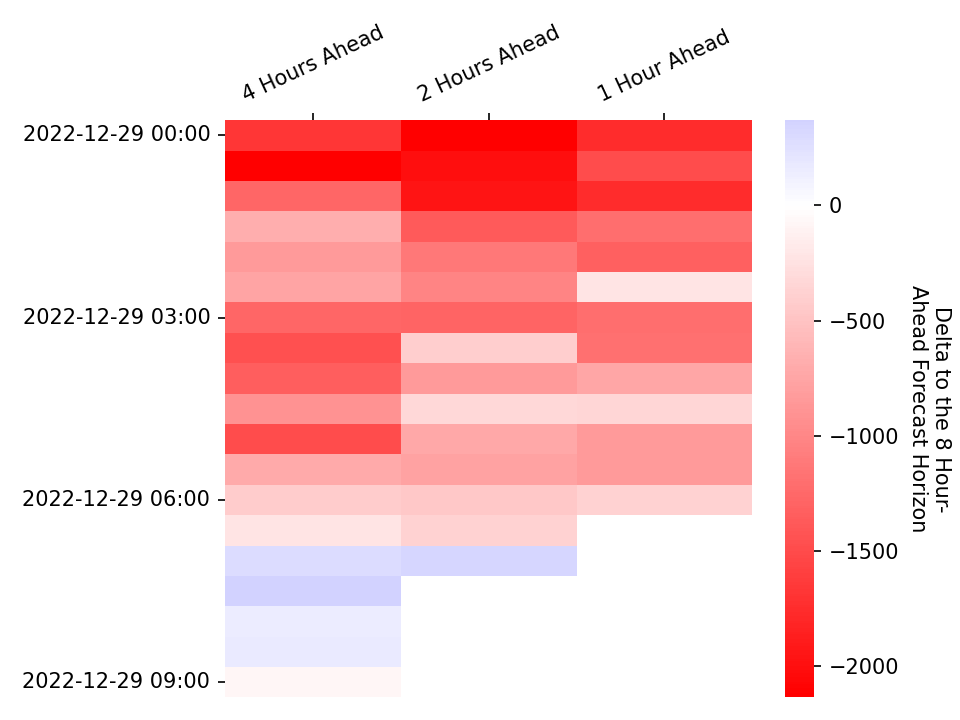 4 Hours Ahead
2 Hours Ahead
1 Hour Ahead
2022-12-29 00:00
2022-12-29 03:00
2022-12-29 06:00
2022-12-29 09:00
0
−500
−1000
−1500
−2000
Delta to the 8 Hour-
Ahead Forecast Horizon